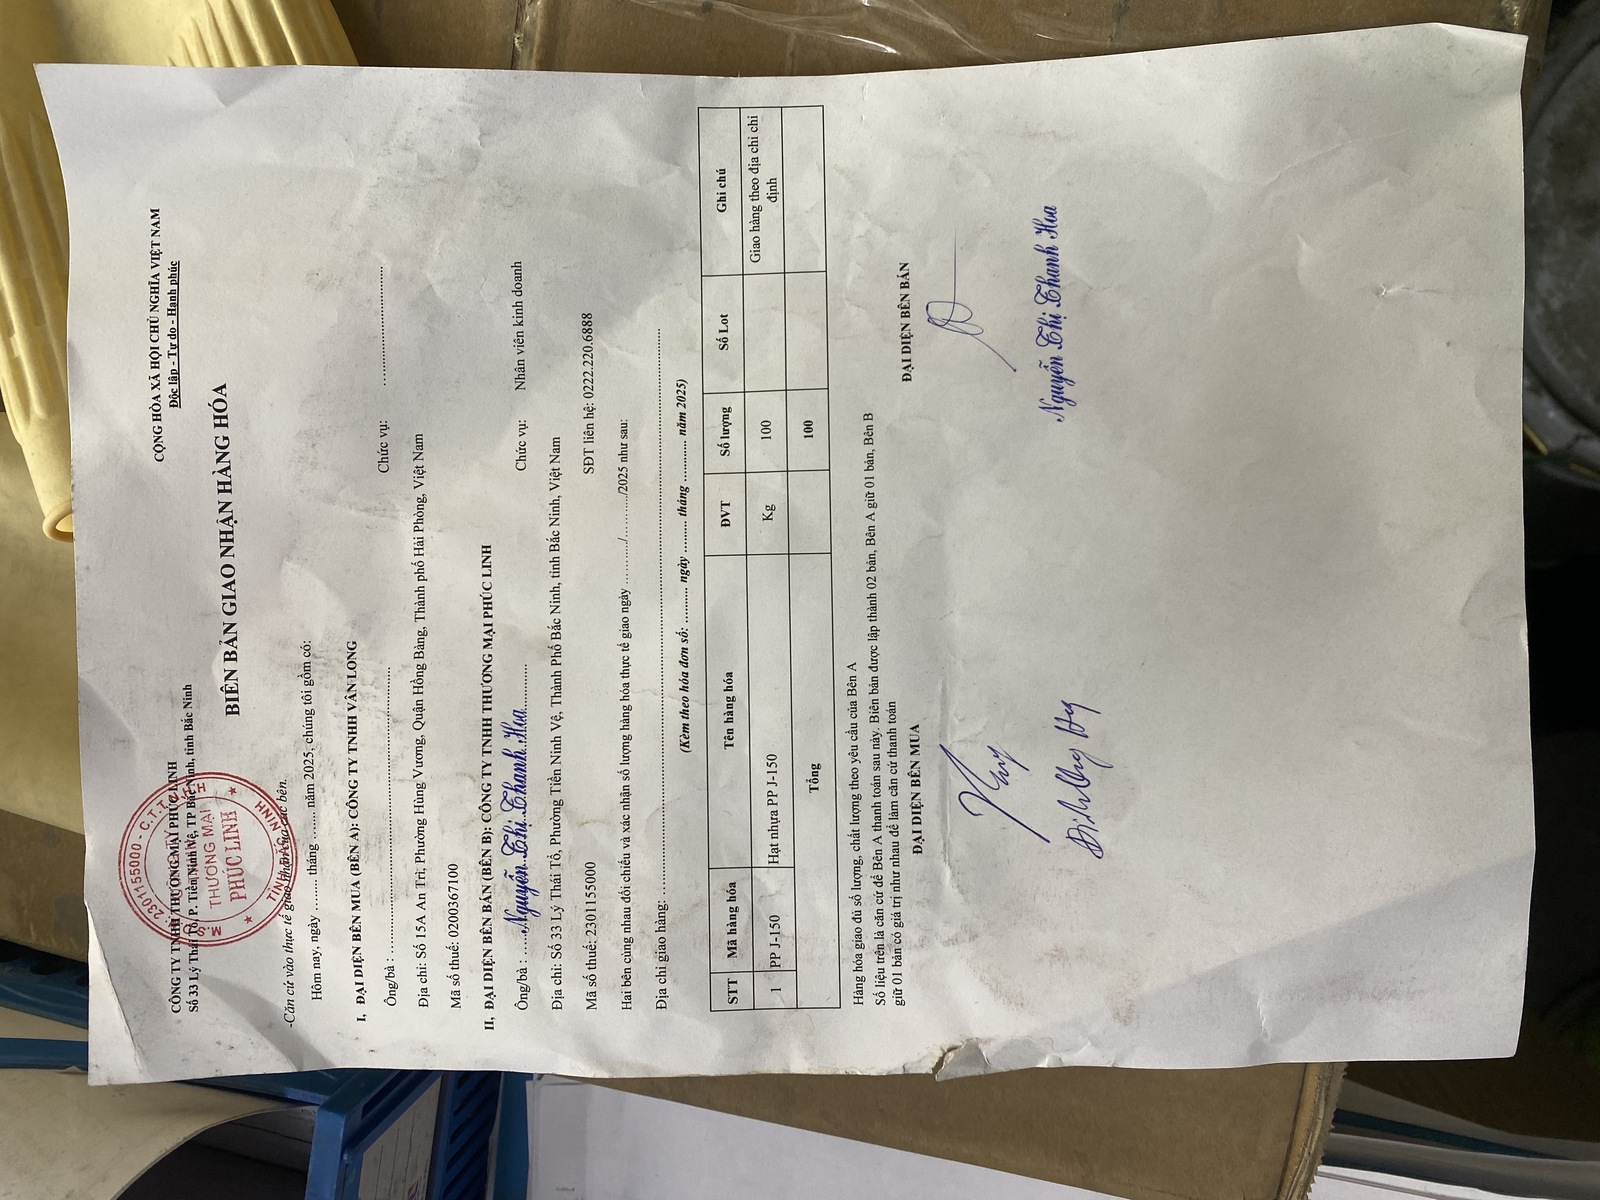 CÔNG TY TNHH THƯƠNG MẠI PHÚC LINH
Số 33 Lý Thái Tổ, P. Tiền Ninh Vệ, TP Bắc Ninh, tỉnh Bắc Ninh
CỘNG HÒA XÃ HỘI CHỦ NGHĨA VIỆT NAM
Độc lập - Tự do - Hạnh phúc
M.S. 2301155000 - C.T.T.N.H.H
THƯƠNG MẠI
PHÚC LINH
TỈNH BẮC NINH
BIÊN BẢN GIAO NHẬN HÀNG HÓA
-Căn cứ vào thực tế giao nhận của các bên.
Hôm nay, ngày ........ tháng ........ năm 2025, chúng tôi gồm có:
I, ĐẠI DIỆN BÊN MUA (BÊN A): CÔNG TY TNHH VÂN LONG
Ông/bà : ........................ Chức vụ: ........................
Địa chỉ: Số 15A An Trì, Phường Hùng Vương, Quận Hồng Bàng, Thành phố Hải Phòng, Việt Nam
Mã số thuế: 0200367100
II, ĐẠI DIỆN BÊN BÁN (BÊN B): CÔNG TY TNHH THƯƠNG MẠI PHÚC LINH
Ông/bà : ......Nguyễn Thị Thanh Hoa...... Chức vụ: Nhân viên kinh doanh
Địa chỉ: Số 33 Lý Thái Tổ, Phường Tiền Ninh Vệ, Thành Phố Bắc Ninh, tỉnh Bắc Ninh, Việt Nam
Mã số thuế: 2301155000 SĐT liên hệ: 0222.220.6888
Hai bên cùng nhau đối chiếu và xác nhận số lượng hàng hóa thực tế giao ngày ........../........../2025 như sau:
Địa chỉ giao hàng: ........................
(Kèm theo hóa đơn số: .......... ngày .......... tháng .......... năm 2025)
STT Mã hàng hóa Tên hàng hóa ĐVT Số lượng Số Lot Ghi chú
1 PP J-150 Hạt nhựa PP J-150 Kg 100 Giao hàng theo địa chỉ chỉ
định
Tổng 100
Hàng hóa giao đủ số lượng, chất lượng theo yêu cầu của Bên A
Số liệu trên là căn cứ để Bên A thanh toán sau này. Biên bản được lập thành 02 bản, Bên A giữ 01 bản, Bên B
giữ 01 bản có giá trị như nhau để làm căn cứ thanh toán
ĐẠI DIỆN BÊN MUA ĐẠI DIỆN BÊN BÁN
Nguyễn Thị Thanh Hoa